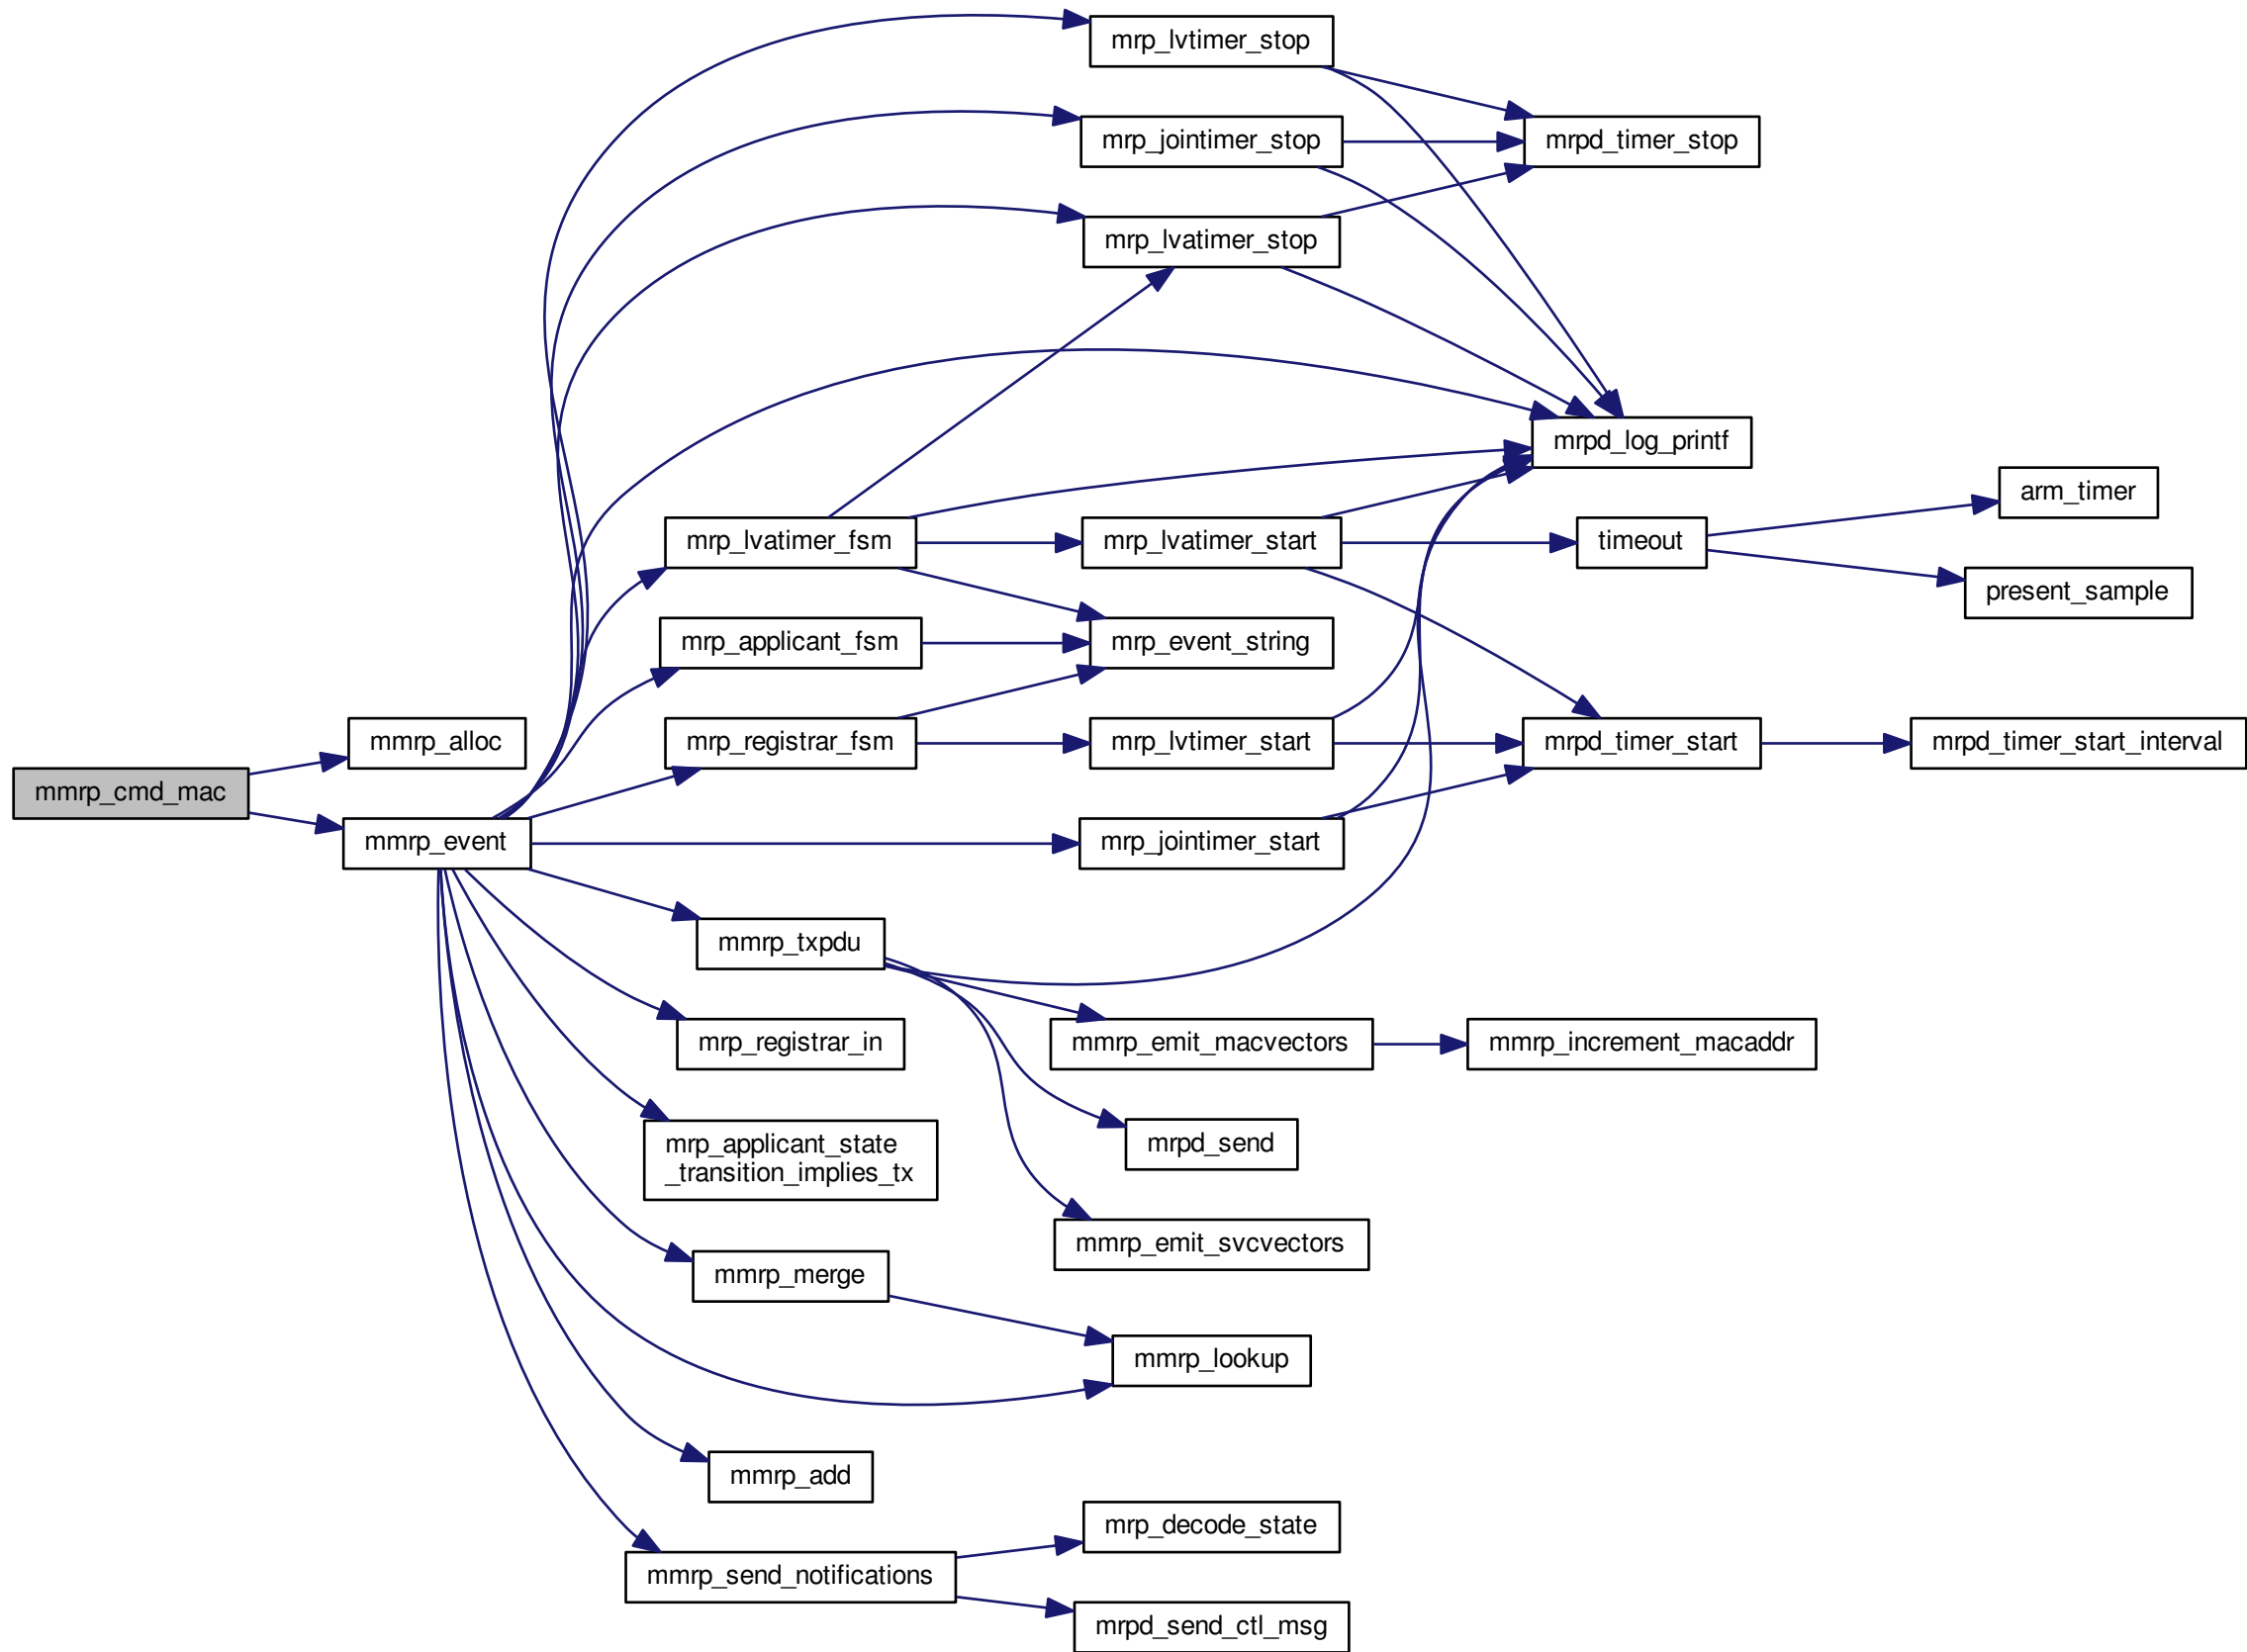 mrp_lvtimer_stop
mrp_jointimer_stop
mrpd_timer_stop
mrp_lvatimer_stop
mrpd_log_printf
arm_timer
mrp_lvatimer_fsm
mrp_lvatimer_start
timeout
present_sample
mrp_applicant_fsm
mrp_event_string
mmrp_alloc
mrp_registrar_fsm
mrp_lvtimer_start
mrpd_timer_start
mrpd_timer_start_interval
mmrp_cmd_mac
mmrp_event
mrp_jointimer_start
mmrp_txpdu
mrp_registrar_in
mmrp_emit_macvectors
mmrp_increment_macaddr
mrp_applicant_state
_transition_implies_tx
mrpd_send
mmrp_emit_svcvectors
mmrp_merge
mmrp_lookup
mmrp_add
mrp_decode_state
mmrp_send_notifications
mrpd_send_ctl_msg